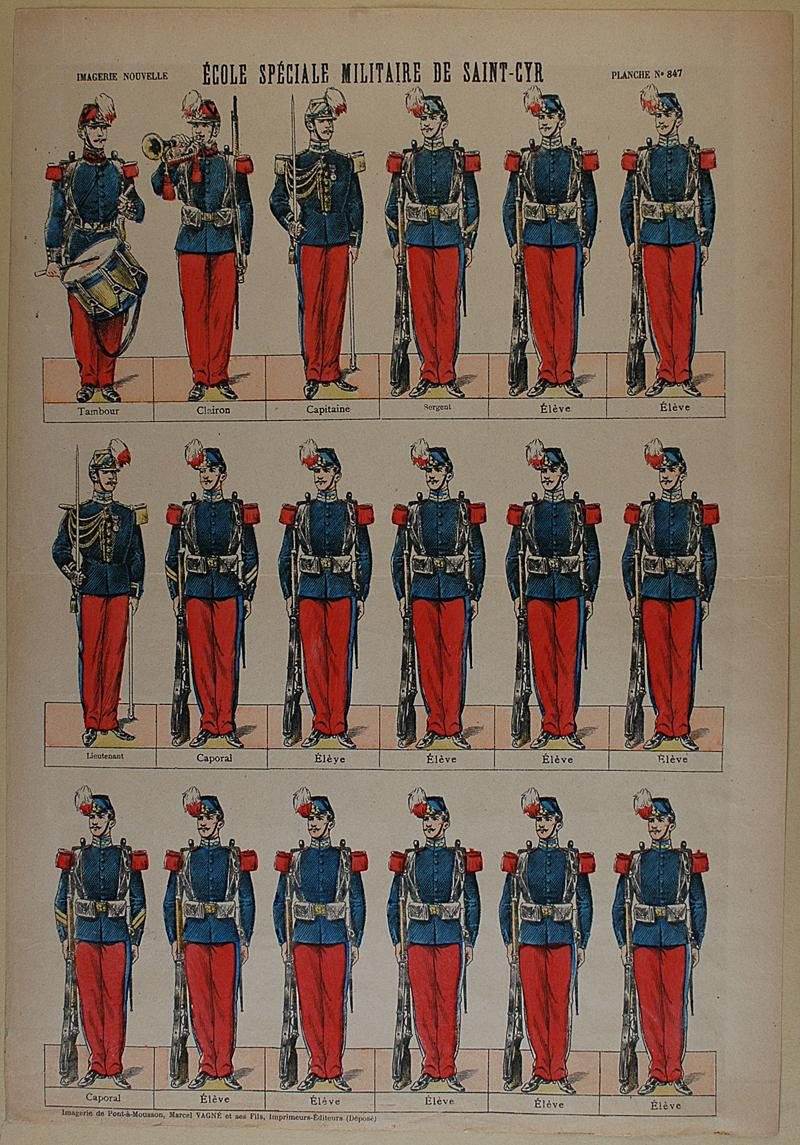 IMAGERIE NOUVELLE ÉCOLE SPÉCIALE MILITAIRE DE SAINT-CYR PLANCHE No 847
Tambour Clairon Capitaine Sergent Élève Élève
Lieutenant Caporal Élève Élève Élève Élève
Caporal Élève Élève Élève Élève Élève
Imagerie de Pont-à-Mousson, Marcel VAGNÉ et ses Fils, Imprimeurs-Éditeurs (Déposé)